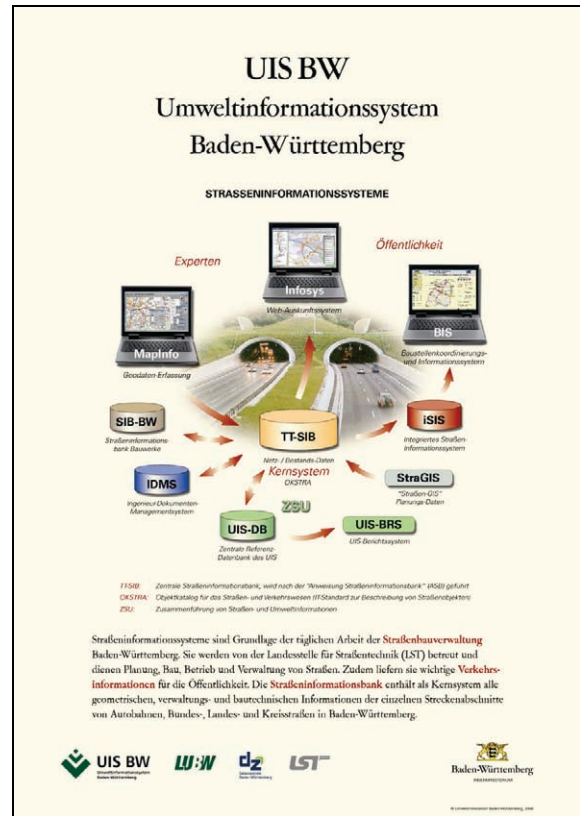 UIS BW
Umweltinformationssystem
Baden-Württemberg
STRASSENINFORMATIONSSYSTEME
Experten
Öffentlichkeit
Infosys
Web-Auskunftssystem
MapInfo
Geodaten-Erfassung
BIS
Baustellenkoordinierungs-
und Informationssystem
SIB-BW
Straßeninformations-
bank Bauwerke
TT-SIB
Netz- / Bestands-Daten
Kernsystem
OKSTRA
iSIS
Integriertes Straßen-
Informationssystem
IDMS
Ingenieur-Dokumenten-
Managementsystem
StraGIS
"Straßen-GIS"
Planungs-Daten
ZSU
UIS-DB
Zentrale Referenz-
Datenbank des UIS
UIS-BRS
UIS-Berichtssystem
TT-SIB: Zentrale Straßeninformationsbank, wird nach der "Anweisung Straßeninformationsbank" (ASB) geführt
OKSTRA: Objektkatalog für das Straßen- und Verkehrswesen (IT-Standard zur Beschreibung von Straßenobjekten)
ZSU: Zusammenführung von Straßen- und Umweltinformationen
Straßeninformationssysteme sind Grundlage der täglichen Arbeit der Straßenbauverwaltung
Baden-Württemberg. Sie werden von der Landesstelle für Straßentechnik (LST) betreut und
dienen Planung, Bau, Betrieb und Verwaltung von Straßen. Zudem liefern sie wichtige Verkehrs-
informationen für die Öffentlichkeit. Die Straßeninformationsbank enthält als Kernsystem alle
geometrischen, verwaltungs- und bautechnischen Informationen der einzelnen Streckenabschnitte
von Autobahnen, Bundes-, Landes- und Kreisstraßen in Baden-Württemberg.
UIS BW
Umweltinformationssystem
Baden-Württemberg
LUBW
dz
LST
Baden-Württemberg